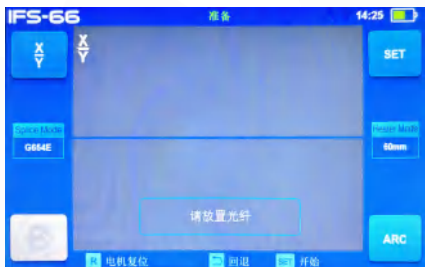 IFS-66 准备 14:25
X
Y
X
Y
SET
Splice Mode
G654E
Heater Mode
60mm
请放置光纤
ARC
R 电机复位 回退 SET 开始